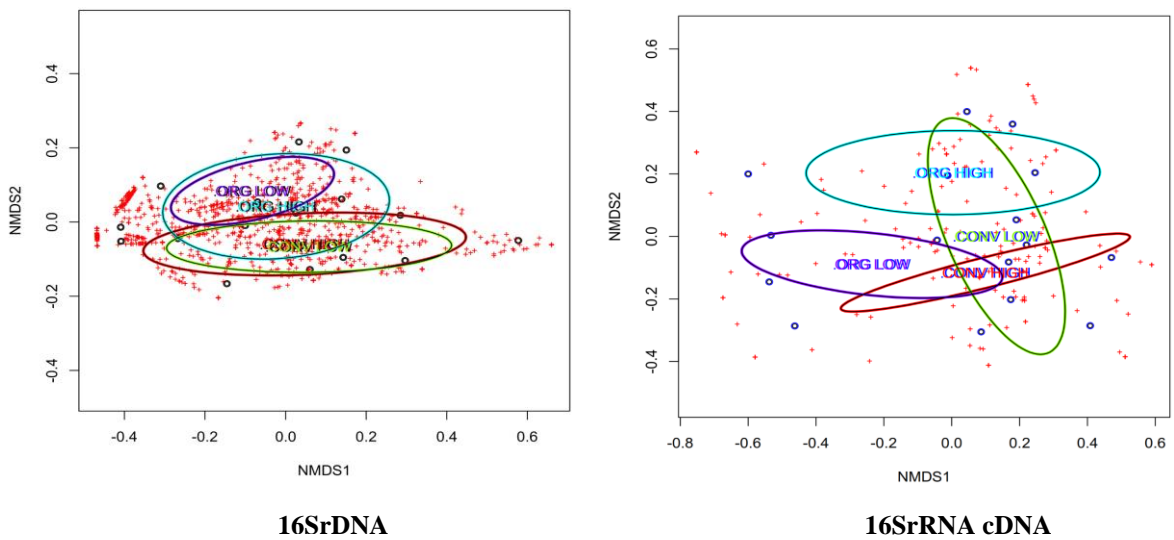 0.4
0.2
0.0
-0.2
-0.4
NMDS2
ORG LOW
ORG HIGH
CONV LOW
-0.4 -0.2 0.0 0.2 0.4 0.6
NMDS1
16SrDNA
0.6
0.4
0.2
0.0
-0.2
-0.4
NMDS2
.ORG HIGH
.CONV LOW
.ORG LOW
.CONV HIGH
-0.8 -0.6 -0.4 -0.2 0.0 0.2 0.4 0.6
NMDS1
16SrRNA cDNA